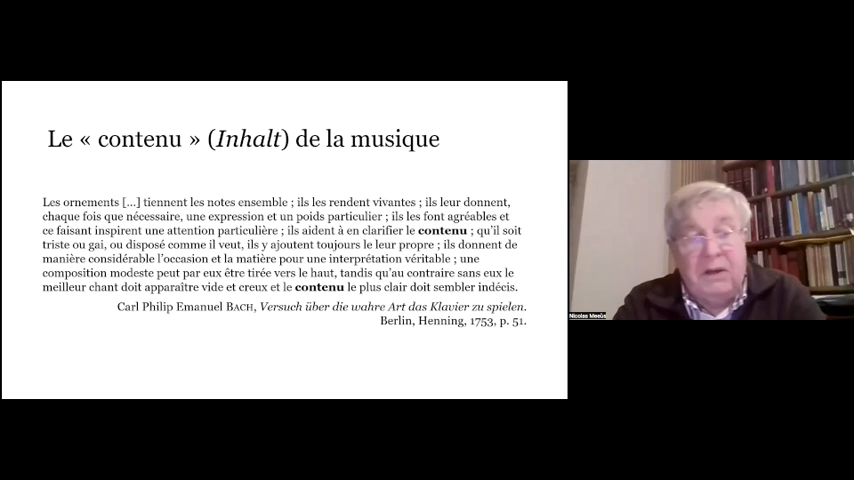 Le « contenu » (Inhalt) de la musique
Les ornements [...] tiennent les notes ensemble ; ils les rendent vivantes ; ils leur donnent,
chaque fois que nécessaire, une expression et un poids particulier ; ils les font agréables et
ce faisant inspirent une attention particulière ; ils aident à en clarifier le contenu ; qu'il soit
triste ou gai, ou disposé comme il veut, ils y ajoutent toujours le leur propre ; ils donnent de
manière considérable l'occasion et la matière pour une interprétation véritable ; une
composition modeste peut par eux être tirée vers le haut, tandis qu'au contraire sans eux le
meilleur chant doit apparaître vide et creux et le contenu le plus clair doit sembler indécis.
Carl Philip Emanuel BACH, Versuch über die wahre Art das Klavier zu spielen.
Berlin, Henning, 1753, p. 51.
Nicolas Meeùs